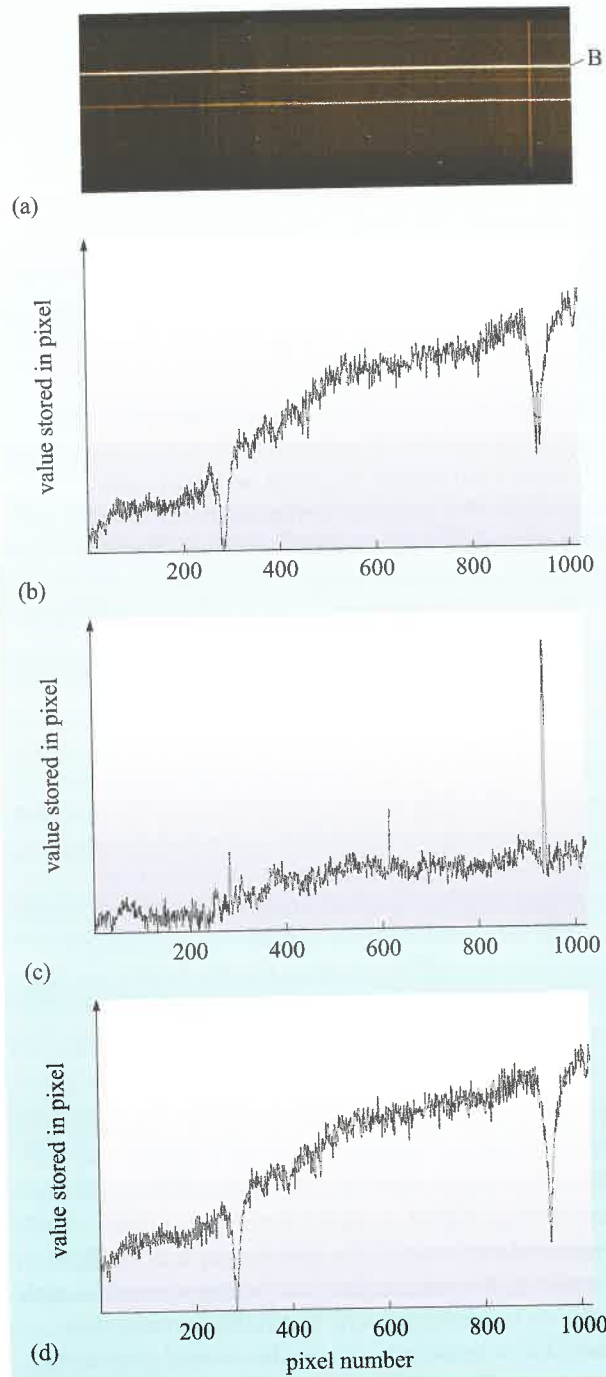 B
(a)
value stored in pixel
200 400 600 800 1000
(b)
value stored in pixel
200 400 600 800 1000
(c)
value stored in pixel
200 400 600 800 1000
(d)
pixel number